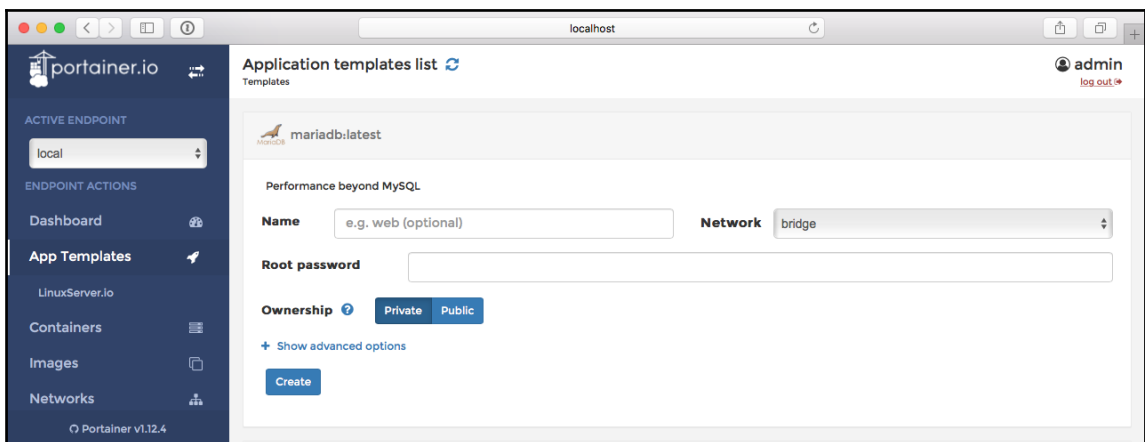 localhost
portainer.io
Application templates list
admin
Templates
log out
ACTIVE ENDPOINT
local
ENDPOINT ACTIONS
Dashboard
App Templates
LinuxServer.io
Containers
Images
Networks
Portainer v1.12.4
MariaDB
mariadb:latest
Performance beyond MySQL
Name e.g. web (optional) Network bridge
Root password
Ownership Private Public
+ Show advanced options
Create